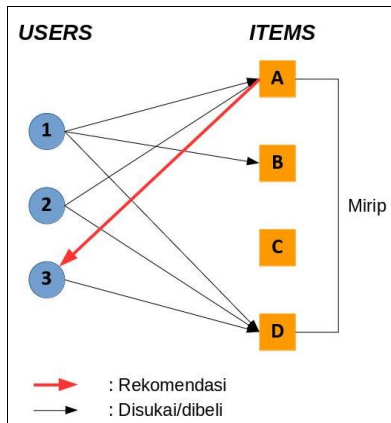 USERS ITEMS
A
1
B
2
Mirip
C
3
D
: Rekomendasi
: Disukai/dibeli